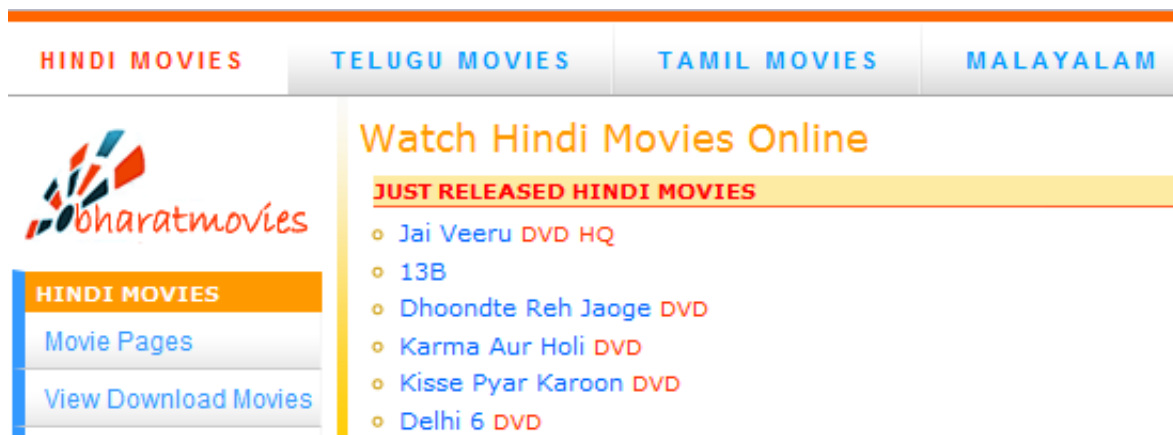 HINDI MOVIES TELUGU MOVIES TAMIL MOVIES MALAYALAM
bharatmovies
HINDI MOVIES
Movie Pages
View Download Movies
Watch Hindi Movies Online
JUST RELEASED HINDI MOVIES
Jai Veeru DVD HQ
13B
Dhoondte Reh Jaoge DVD
Karma Aur Holi DVD
Kisse Pyar Karoon DVD
Delhi 6 DVD